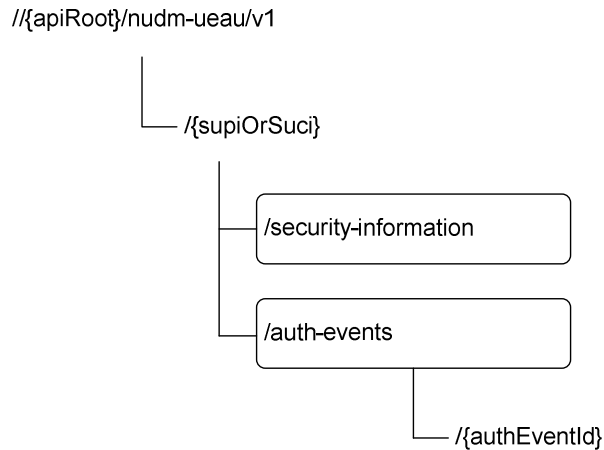 //{apiRoot}/nudm-ueau/v1
/{supiOrSuci}
/security-information
/auth-events
/{authEventId}